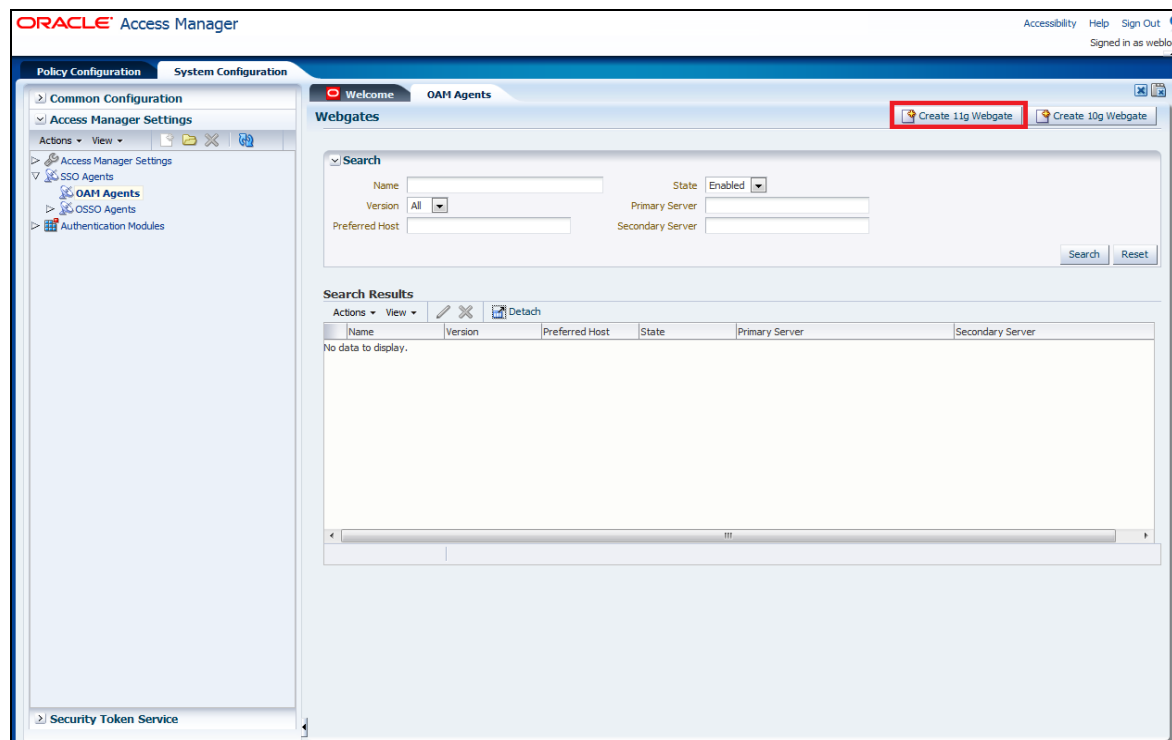 ORACLE Access Manager
Accessibility Help Sign Out
Signed in as weblo
Policy Configuration System Configuration
Common Configuration
Access Manager Settings
Actions View
Access Manager Settings
SSO Agents
OAM Agents
OSSO Agents
Authentication Modules
Security Token Service
Welcome OAM Agents
Webgates
Create 11g Webgate Create 10g Webgate
Search
Name State Enabled
Version All Primary Server
Preferred Host Secondary Server
Search Reset
Search Results
Actions View Detach
Name Version Preferred Host State Primary Server Secondary Server
No data to display.